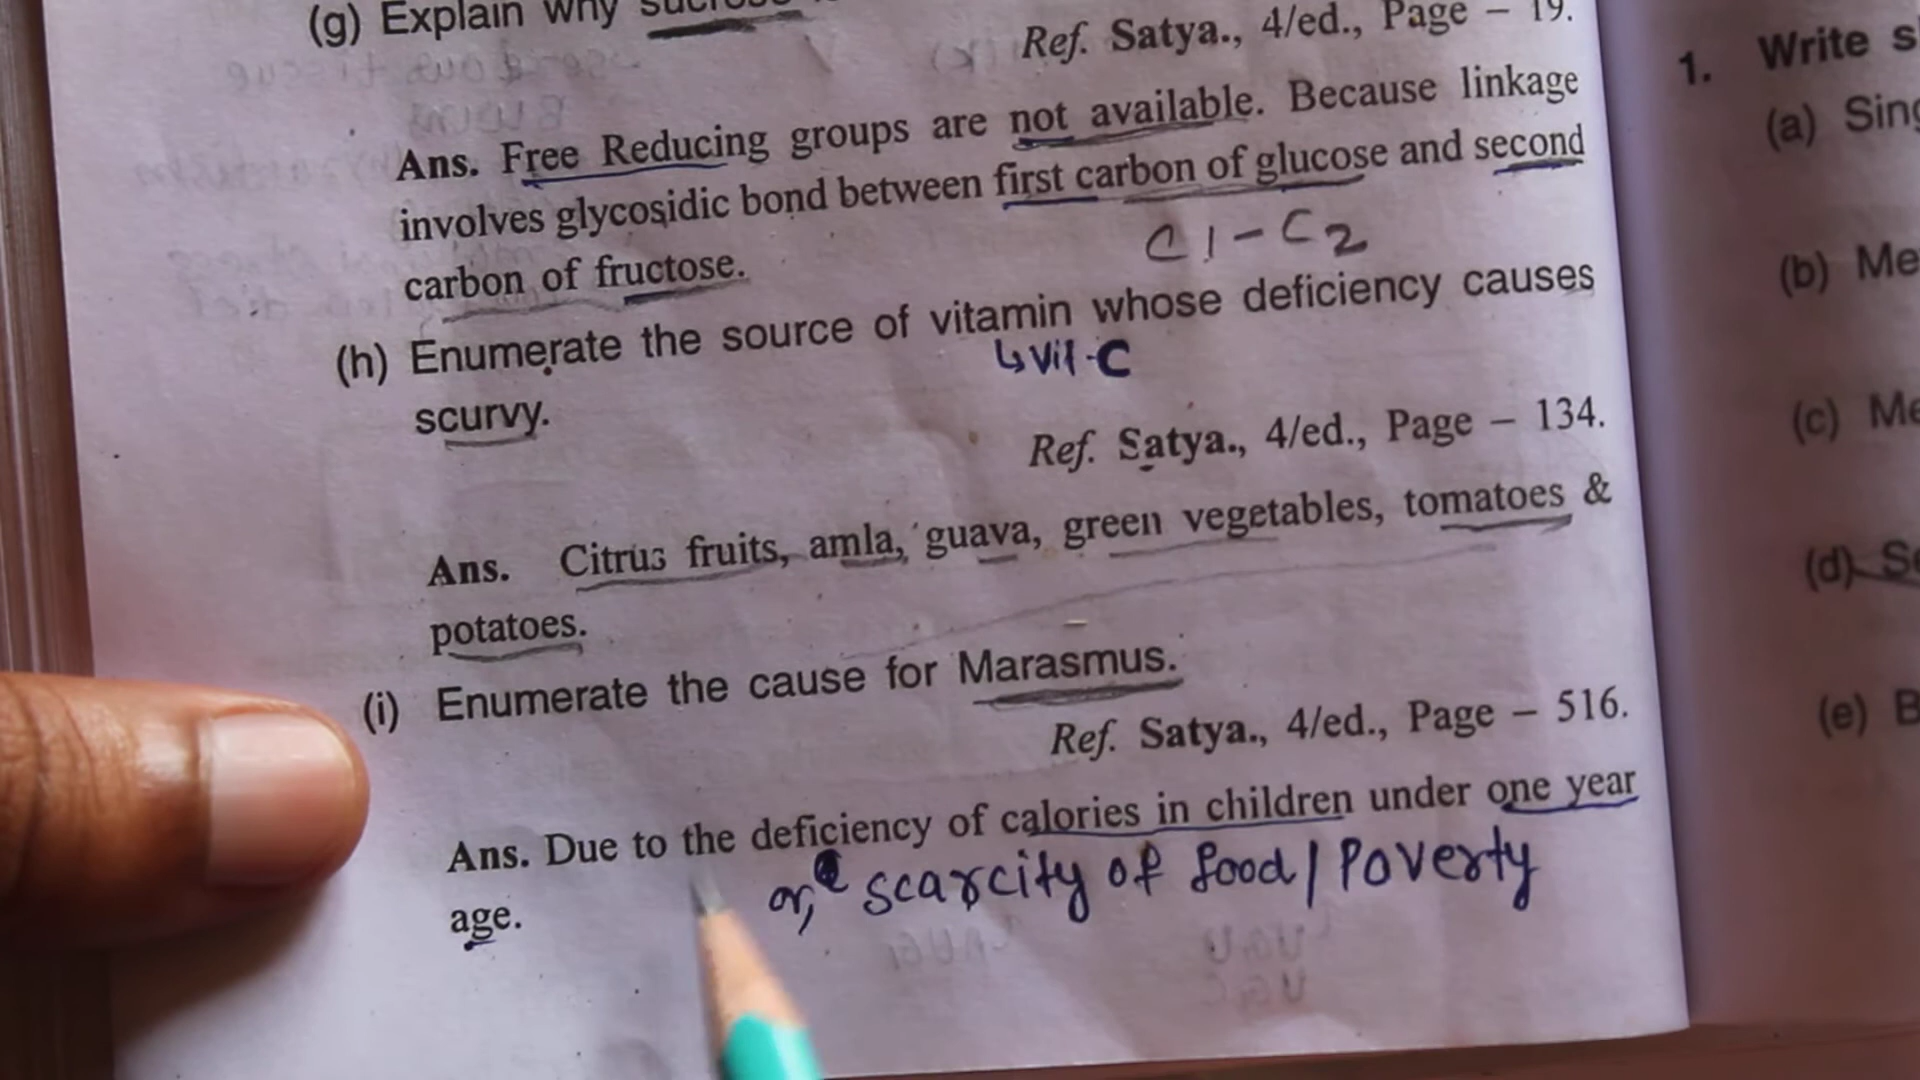 (g) Explain why sucrose
Ref. Satya., 4/ed., Page – 19.
Ans. Free Reducing groups are not available. Because linkage
involves glycosidic bond between first carbon of glucose and second
C1-C2
carbon of fructose.
(h) Enumerate the source of vitamin whose deficiency causes
↳ Vit-C
scurvy.
Ref. Satya., 4/ed., Page – 134.
Ans. Citrus fruits, amla, guava, green vegetables, tomatoes &
potatoes.
(i) Enumerate the cause for Marasmus.
Ref. Satya., 4/ed., Page – 516.
Ans. Due to the deficiency of calories in children under one year
or, scarcity of food/Poverty
age.
1. Write
(a)
(b)
(c)
(d)
(e)